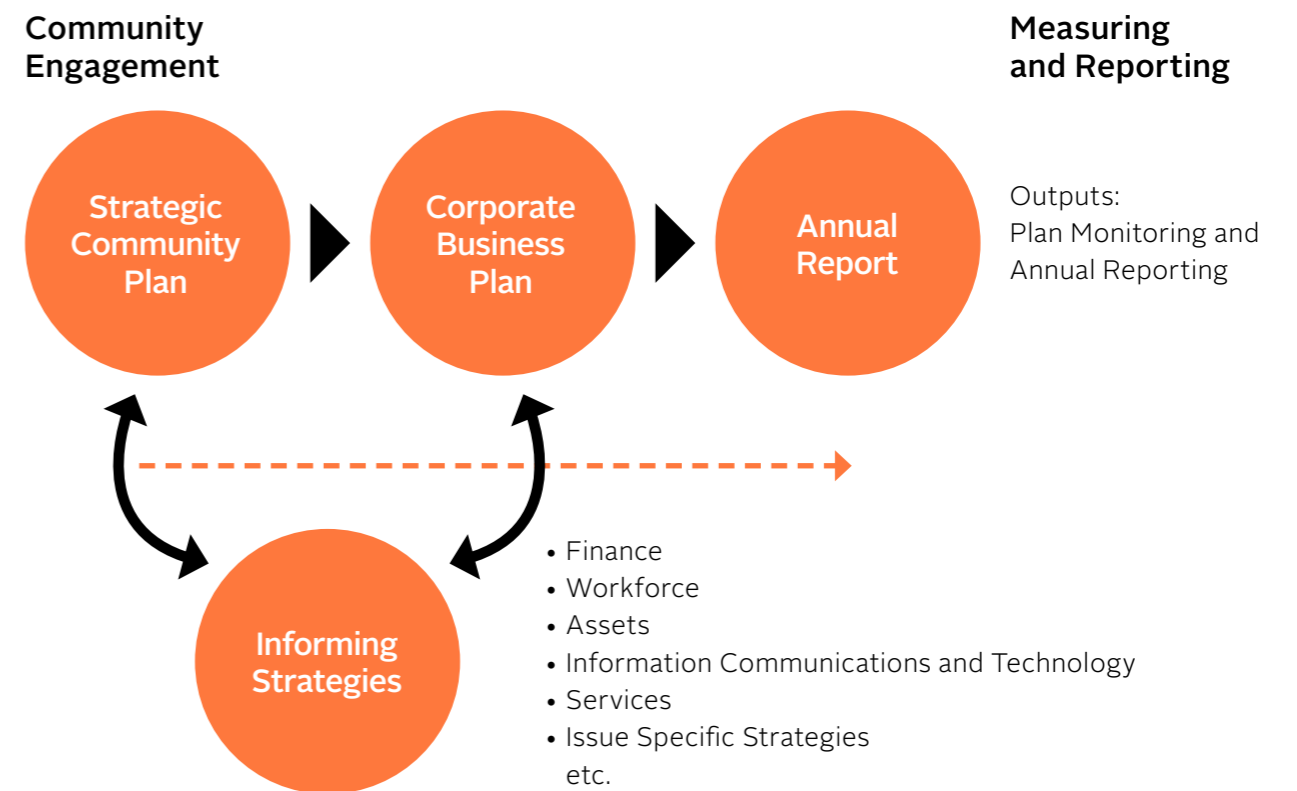 Community
Engagement
Measuring
and Reporting
Strategic
Community
Plan
Corporate
Business
Plan
Annual
Report
Outputs:
Plan Monitoring and
Annual Reporting
Informing
Strategies
• Finance
• Workforce
• Assets
• Information Communications and Technology
• Services
• Issue Specific Strategies
etc.